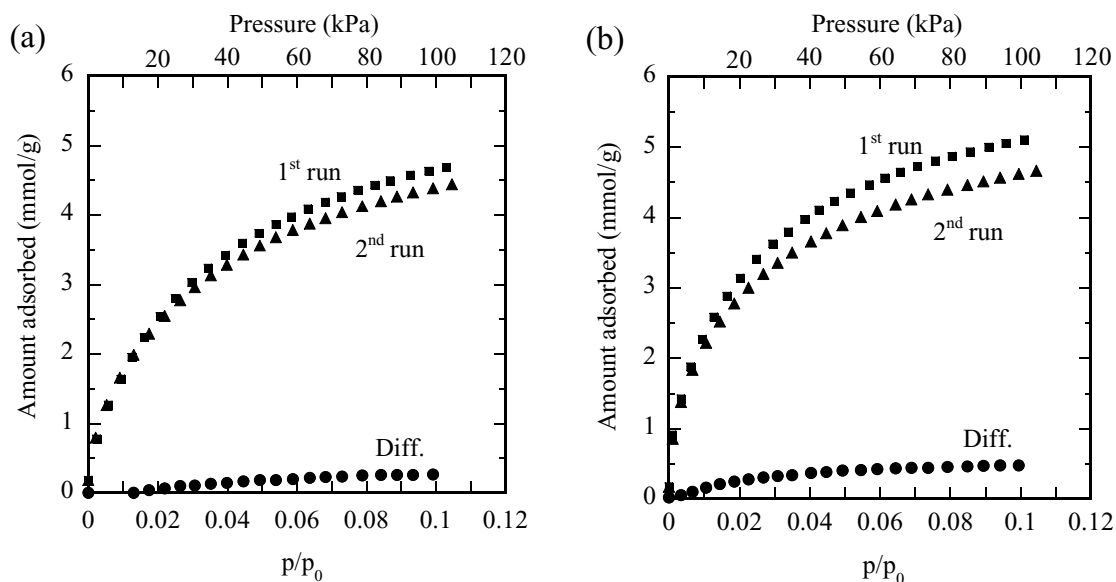 (a)
Pressure (kPa)
20 40 60 80 100 120
6
5
4
3
2
1
0
Amount adsorbed (mmol/g)
1st run
2nd run
Diff.
0 0.02 0.04 0.06 0.08 0.1 0.12
p/p0
(b)
Pressure (kPa)
20 40 60 80 100 120
6
5
4
3
2
1
0
Amount adsorbed (mmol/g)
1st run
2nd run
Diff.
0 0.02 0.04 0.06 0.08 0.1 0.12
p/p0